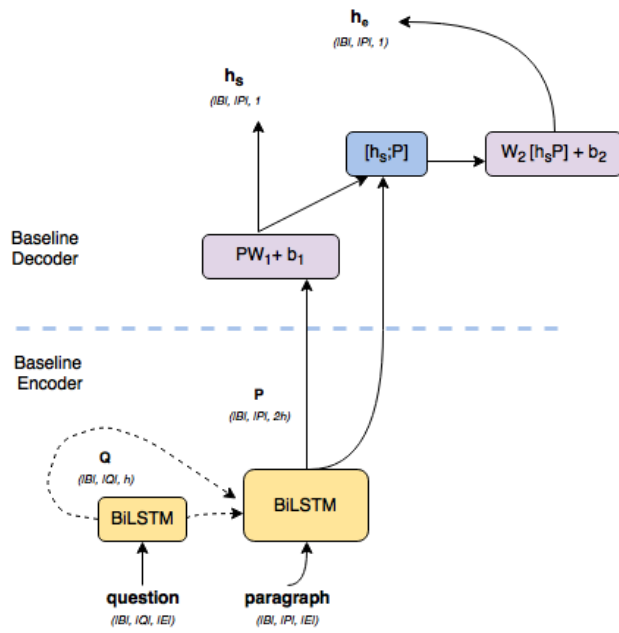 he
(|B|, |P|, 1)
hs
(|B|, |P|, 1
[hs;P]
W2 [hsP] + b2
Baseline
Decoder
PW1+ b1
Baseline
Encoder
P
(|B|, |P|, 2h)
Q
(|B|, |Q|, h)
BiLSTM
BiLSTM
question
(|B|, |Q|, |E|)
paragraph
(|B|, |P|, |E|)